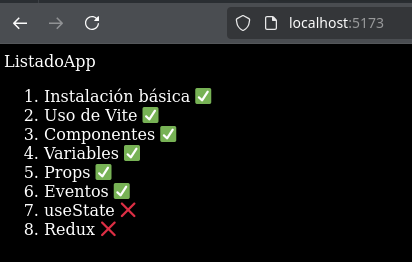 localhost:5173
ListadoApp
1. Instalación básica ✅
2. Uso de Vite ✅
3. Componentes ✅
4. Variables ✅
5. Props ✅
6. Eventos ✅
7. useState ❌
8. Redux ❌